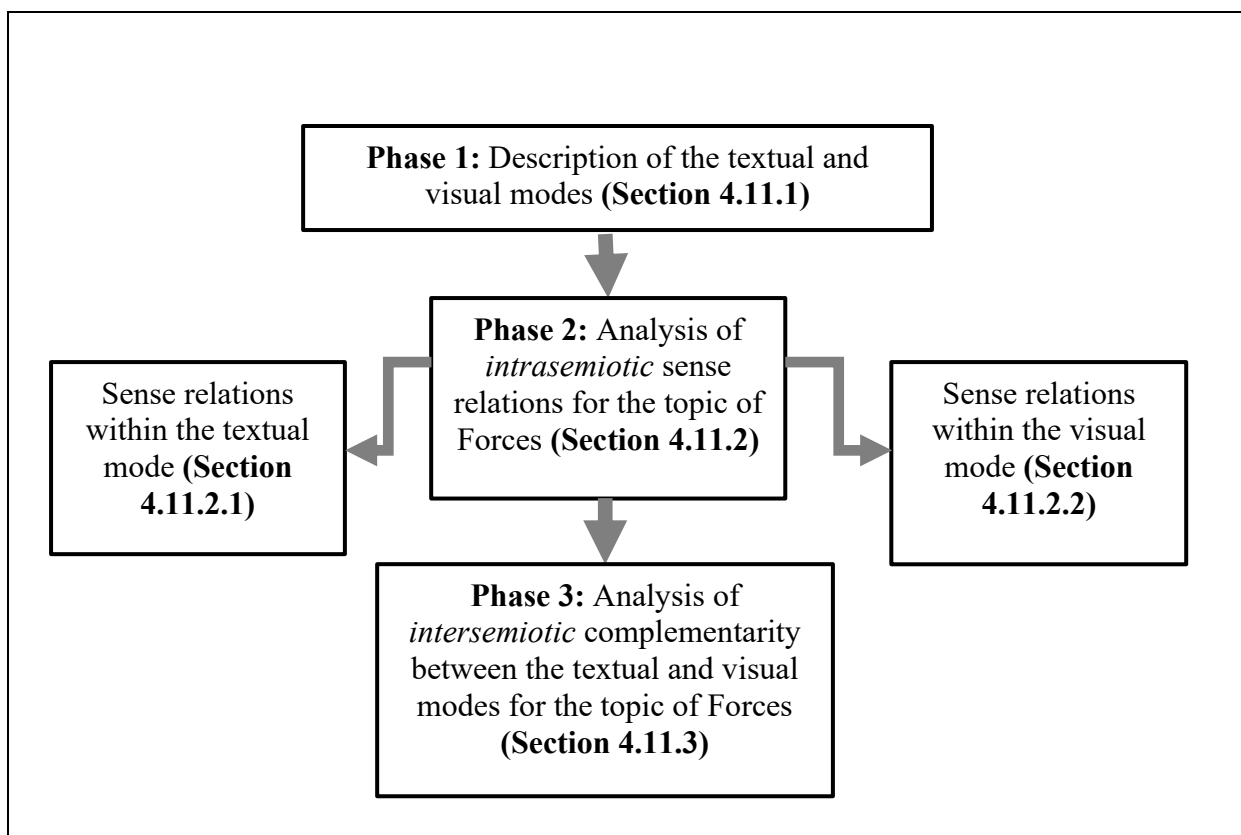 Phase 1: Description of the textual and
visual modes (Section 4.11.1)
Phase 2: Analysis of
intrasemiotic sense
relations for the topic of
Forces (Section 4.11.2)
Sense relations
within the textual
mode (Section
4.11.2.1)
Sense relations
within the visual
mode (Section
4.11.2.2)
Phase 3: Analysis of
intersemiotic complementarity
between the textual and visual
modes for the topic of Forces
(Section 4.11.3)